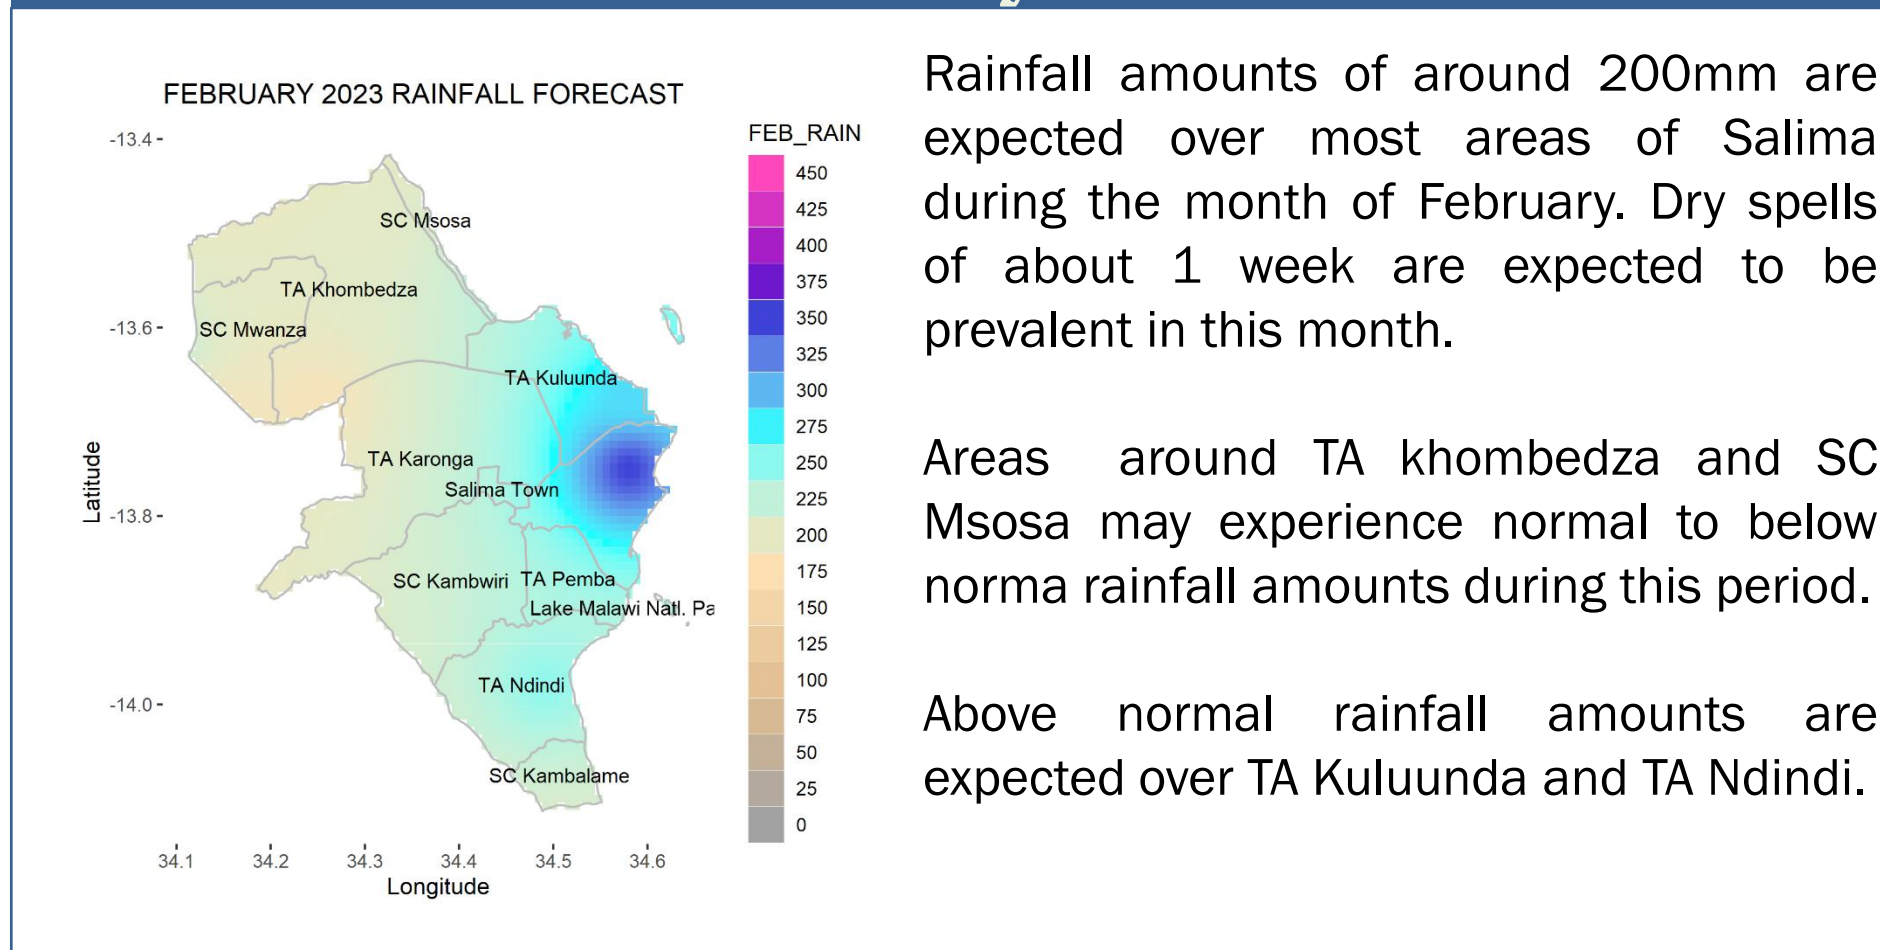 FEBRUARY 2023 RAINFALL FORECAST
FEB_RAIN
450
425
400
375
350
325
300
275
250
225
200
175
150
125
100
75
50
25
0
-13.4
-13.6
-13.8
-14.0
Latitude
SC Msosa
TA Khombedza
SC Mwanza
TA Kuluunda
TA Karonga
Salima Town
SC Kambwiri
TA Pemba
Lake Malawi Natl. Pa
TA Ndindi
SC Kambalame
34.1 34.2 34.3 34.4 34.5 34.6
Longitude
Rainfall amounts of around 200mm are
expected over most areas of Salima
during the month of February. Dry spells
of about 1 week are expected to be
prevalent in this month.
Areas around TA khombedza and SC
Msosa may experience normal to below
norma rainfall amounts during this period.
Above normal rainfall amounts are
expected over TA Kuluunda and TA Ndindi.